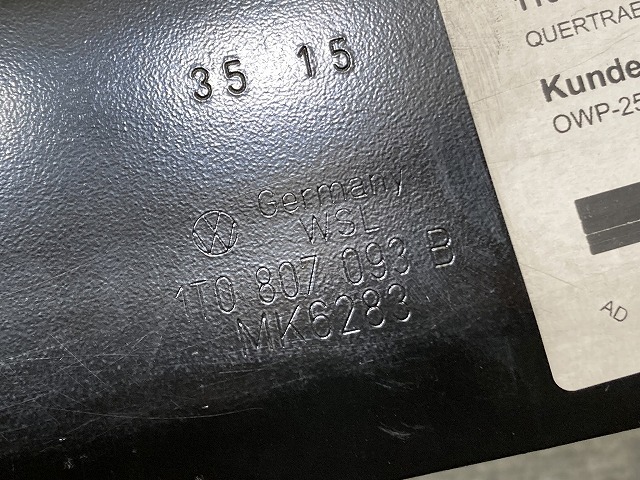 35 15
Germany
WSL
1T0 807 093 B
MK6283
QUERTRAE
Kunde
OWP-25
AD